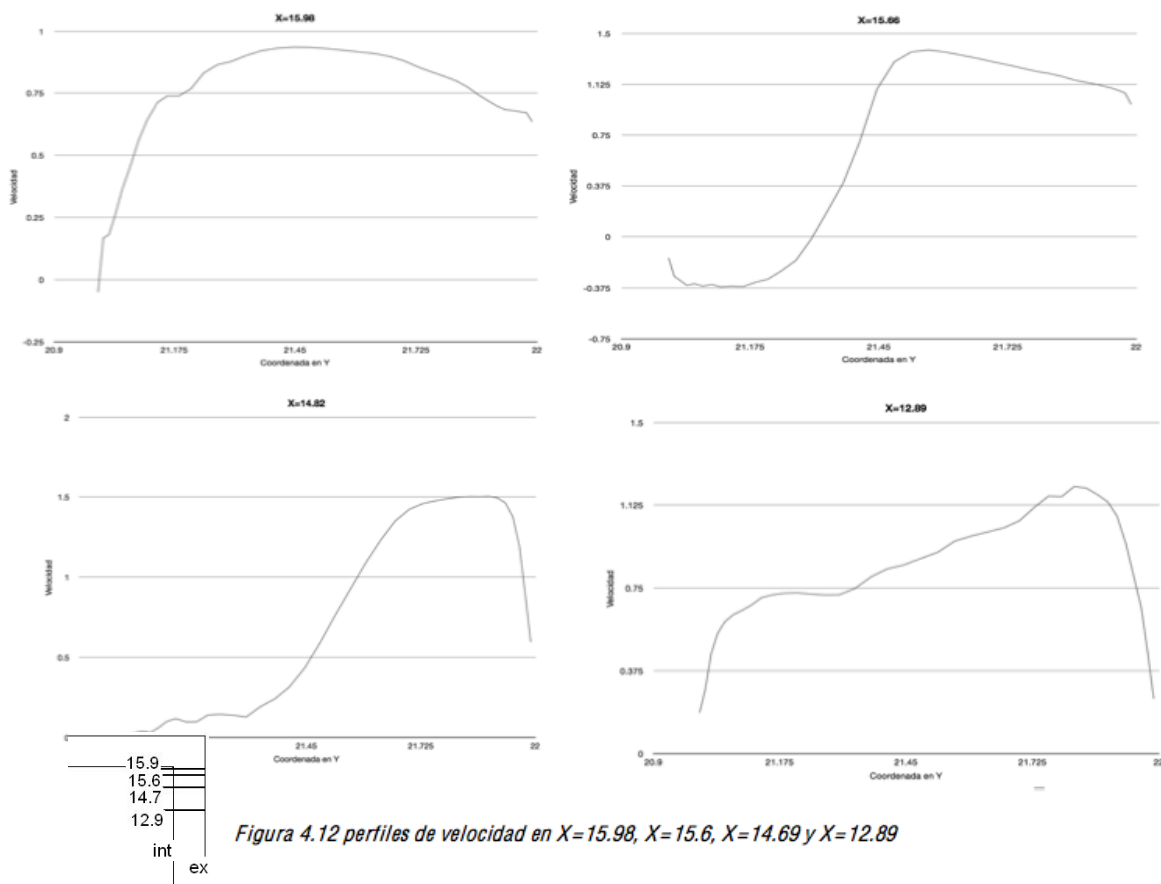 X=15.98
1
0.75
0.5
0.25
0
-0.25
Velocidad
20.9 21.175 21.45 21.725 22
Coordenada en Y
X=15.66
1.5
1.125
0.75
0.375
0
-0.375
-0.75
Velocidad
20.9 21.175 21.45 21.725 22
Coordenada en Y
X=14.82
2
1.5
1
0.5
Velocidad
21.45 21.725 22
Coordenada en Y
X=12.89
1.5
1.125
0.75
0.375
0
Velocidad
20.9 21.175 21.45 21.725 22
Coordenada en Y
15.9
15.6
14.7
12.9
int
ex
Figura 4.12 perfiles de velocidad en X=15.98, X=15.6, X=14.69 y X=12.89